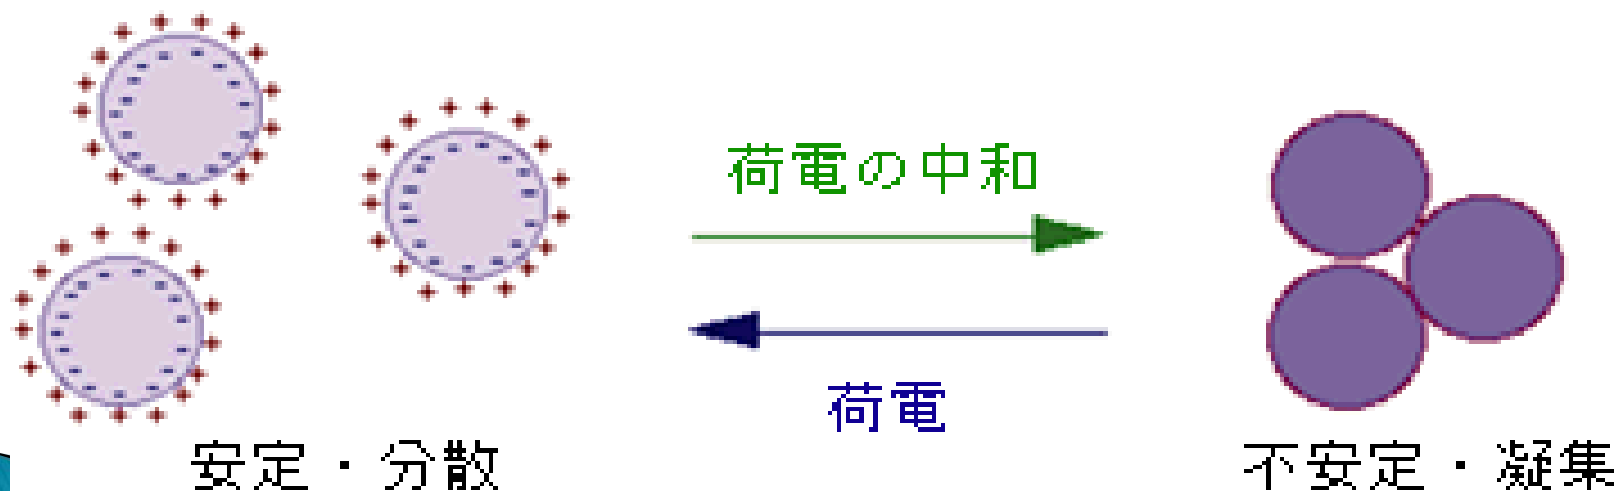 荷電の中和
荷電
安定・分散
不安定・凝集